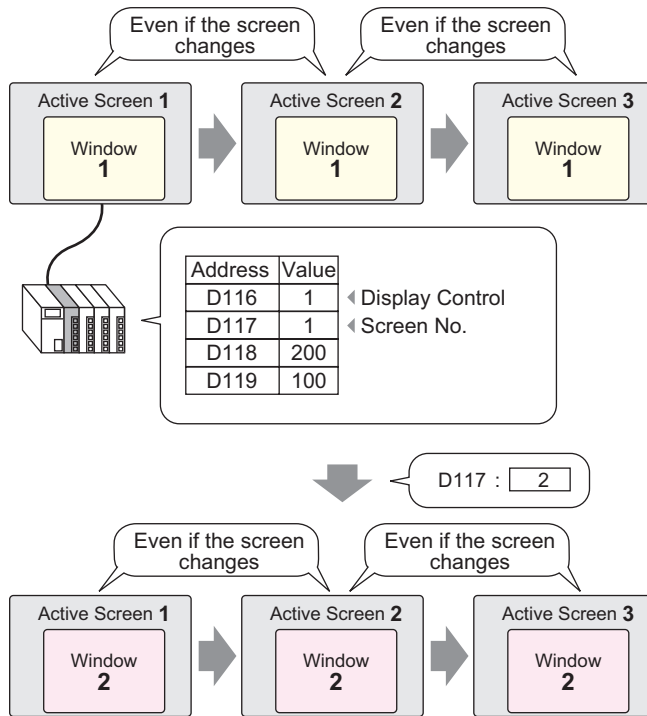 Even if the screen
changes
Even if the screen
changes
Active Screen 1
Active Screen 2
Active Screen 3
Window
1
Window
1
Window
1
Address Value
D116 1 Display Control
D117 1 Screen No.
D118 200
D119 100
D117 : 2
Even if the screen
changes
Even if the screen
changes
Active Screen 1
Active Screen 2
Active Screen 3
Window
2
Window
2
Window
2